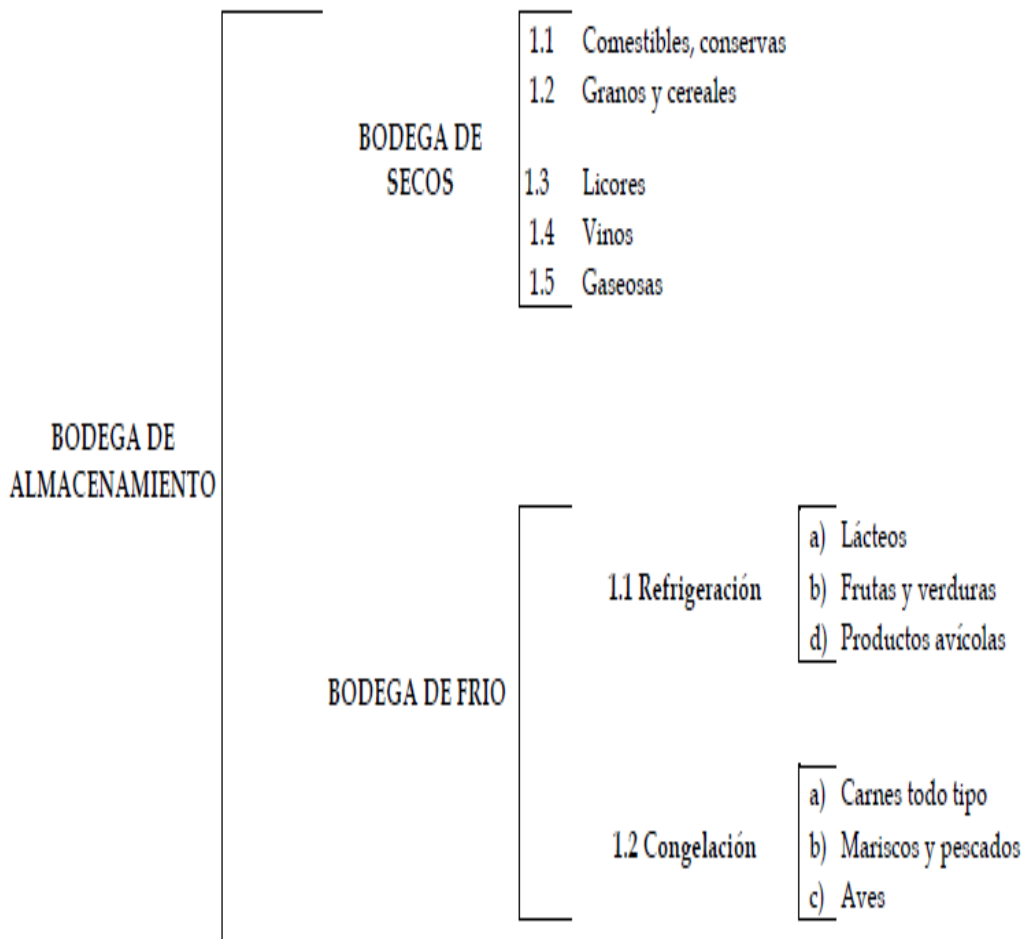 1.1 Comestibles, conservas
1.2 Granos y cereales
BODEGA DE
SECOS
1.3 Licores
1.4 Vinos
1.5 Gaseosas
BODEGA DE
ALMACENAMIENTO
a) Lácteos
1.1 Refrigeración
b) Frutas y verduras
d) Productos avícolas
BODEGA DE FRIO
a) Carnes todo tipo
1.2 Congelación
b) Mariscos y pescados
c) Aves